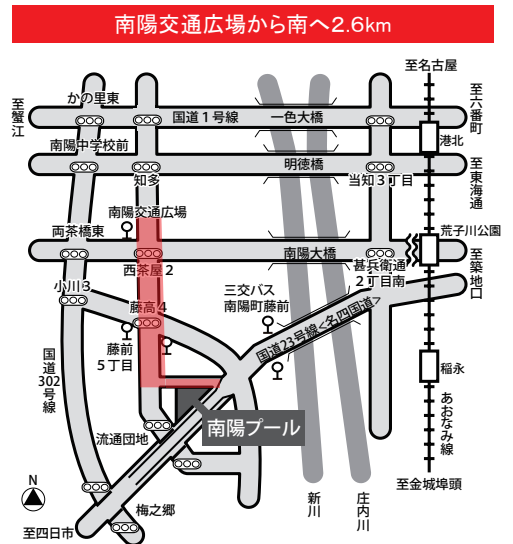 南陽交通広場から南へ2.6km
至名古屋
かの里東
至蟹江
国道1号線
一色大橋
至六番町
港北
南陽中学校前
明徳橋
知多
当知3丁目
至東海通
南陽交通広場
荒子川公園
両茶橋東
南陽大橋
西茶屋2
甚兵衛通
2丁目南
至築地口
小川3
三交バス
南陽町藤前
藤高4
国道23号線<名四国道>
藤前
5丁目
国道302号線
稲永
南陽プール
流通団地
あおなみ線
N
梅之郷
新川
庄内川
至金城埠頭
至四日市